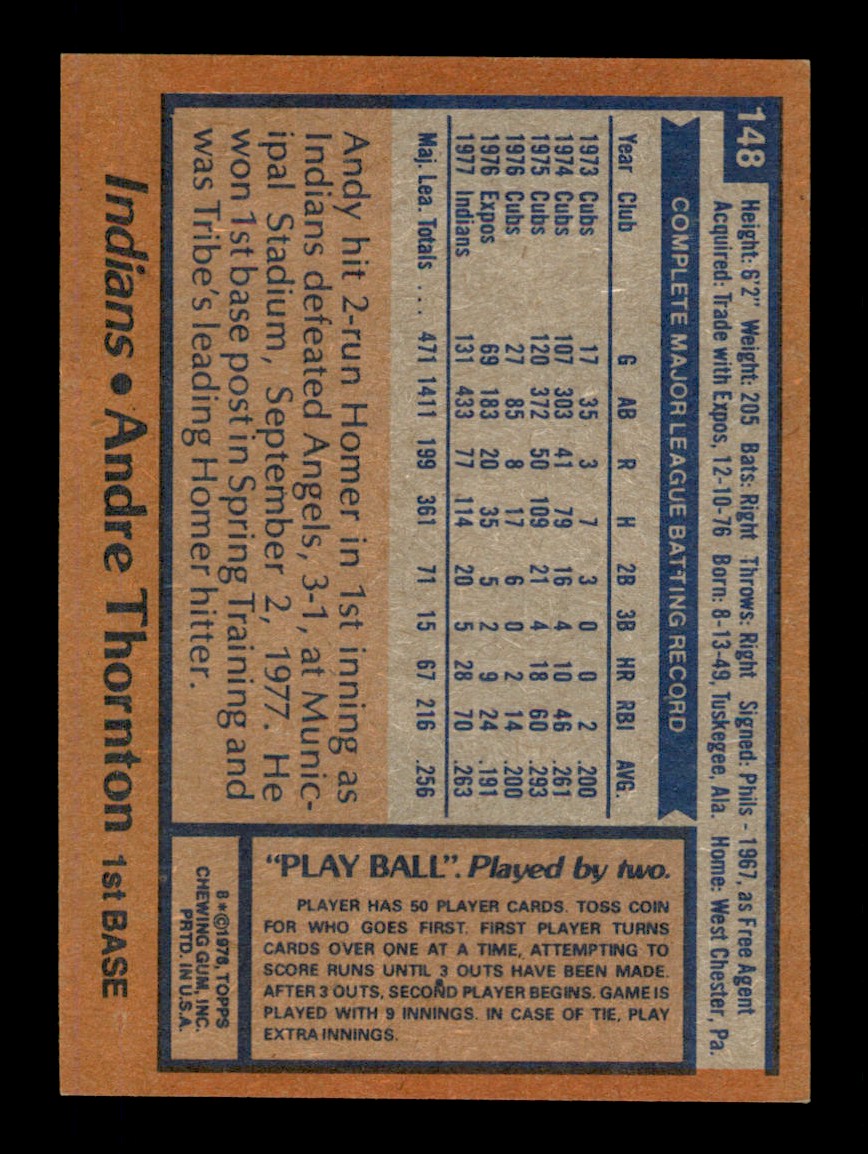 148
Height: 6'2" Weight: 205 Bats: Right Throws: Right Signed: Phils - 1967, as Free Agent
Acquired: Trade with Expos, 12-10-76 Born: 8-13-49, Tuskegee, Ala. Home: West Chester, Pa.
COMPLETE MAJOR LEAGUE BATTING RECORD
Year Club G AB R H 2B 3B HR RBI AVG.
1973 Cubs 17 35 3 7 3 0 0 2 .200
1974 Cubs 107 303 41 79 16 4 10 46 .261
1975 Cubs 120 372 50 109 21 4 18 60 .293
1976 Cubs 27 85 8 17 6 0 2 14 .200
1976 Expos 69 183 20 35 5 2 9 24 .191
1977 Indians 131 433 77 114 20 5 28 70 .263
Maj. Lea. Totals . . . 471 1411 199 361 71 15 67 216 .256
Andy hit 2-run Homer in 1st inning as
Indians defeated Angels, 3-1, at Munic-
ipal Stadium, September 2, 1977. He
won 1st base post in Spring Training and
was Tribe's leading Homer hitter.
"PLAY BALL". Played by two.
PLAYER HAS 50 PLAYER CARDS. TOSS COIN
FOR WHO GOES FIRST. FIRST PLAYER TURNS
CARDS OVER ONE AT A TIME, ATTEMPTING TO
SCORE RUNS UNTIL 3 OUTS HAVE BEEN MADE.
AFTER 3 OUTS, SECOND PLAYER BEGINS. GAME IS
PLAYED WITH 9 INNINGS. IN CASE OF TIE, PLAY
EXTRA INNINGS.
8*©1978, TOPPS
CHEWING GUM, INC.
PRTD. IN U.S.A.
Indians • Andre Thornton 1st BASE